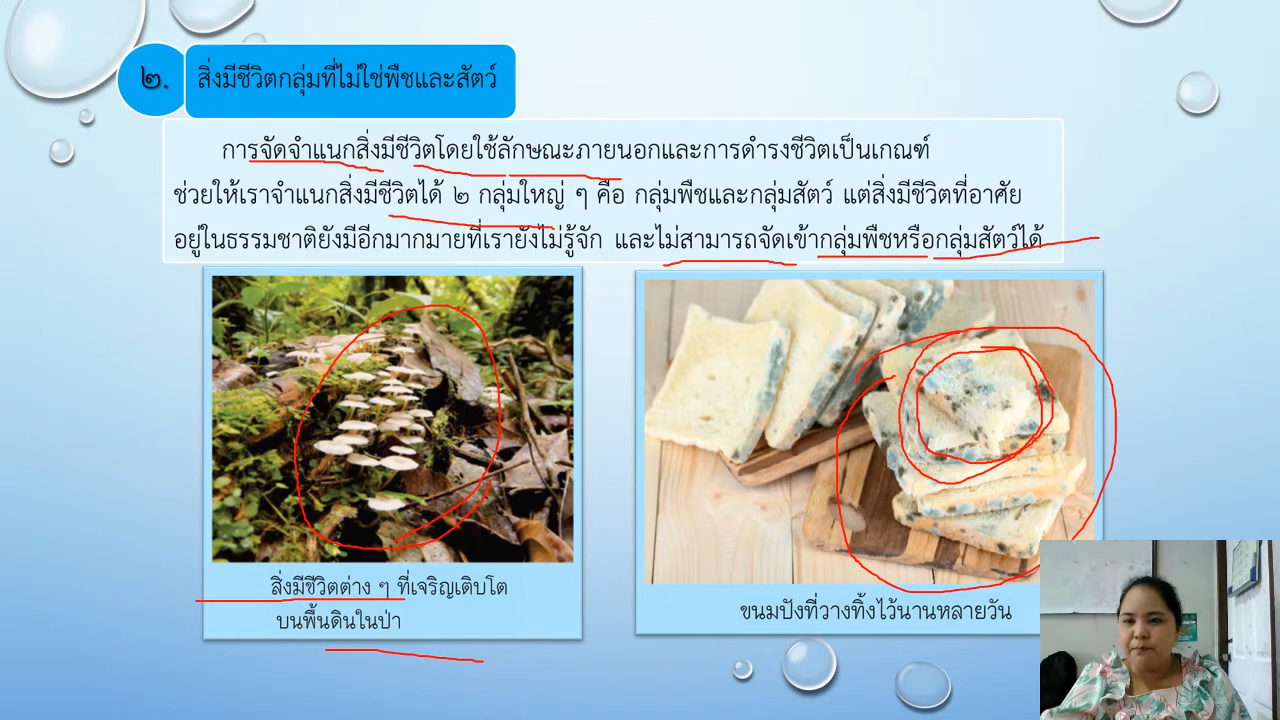 ๒.
สิ่งมีชีวิตกลุ่มที่ไม่ใช่พืชและสัตว์
การจัดจำแนกสิ่งมีชีวิตโดยใช้ลักษณะภายนอกและการดำรงชีวิตเป็นเกณฑ์
ช่วยให้เราจำแนกสิ่งมีชีวิตได้ ๒ กลุ่มใหญ่ ๆ คือ กลุ่มพืชและกลุ่มสัตว์ แต่สิ่งมีชีวิตที่อาศัย
อยู่ในธรรมชาติยังมีอีกมากมายที่เรายังไม่รู้จัก และไม่สามารถจัดเข้ากลุ่มพืชหรือกลุ่มสัตว์ได้
สิ่งมีชีวิตต่าง ๆ ที่เจริญเติบโต
บนพื้นดินในป่า
ขนมปังที่วางทิ้งไว้นานหลายวัน